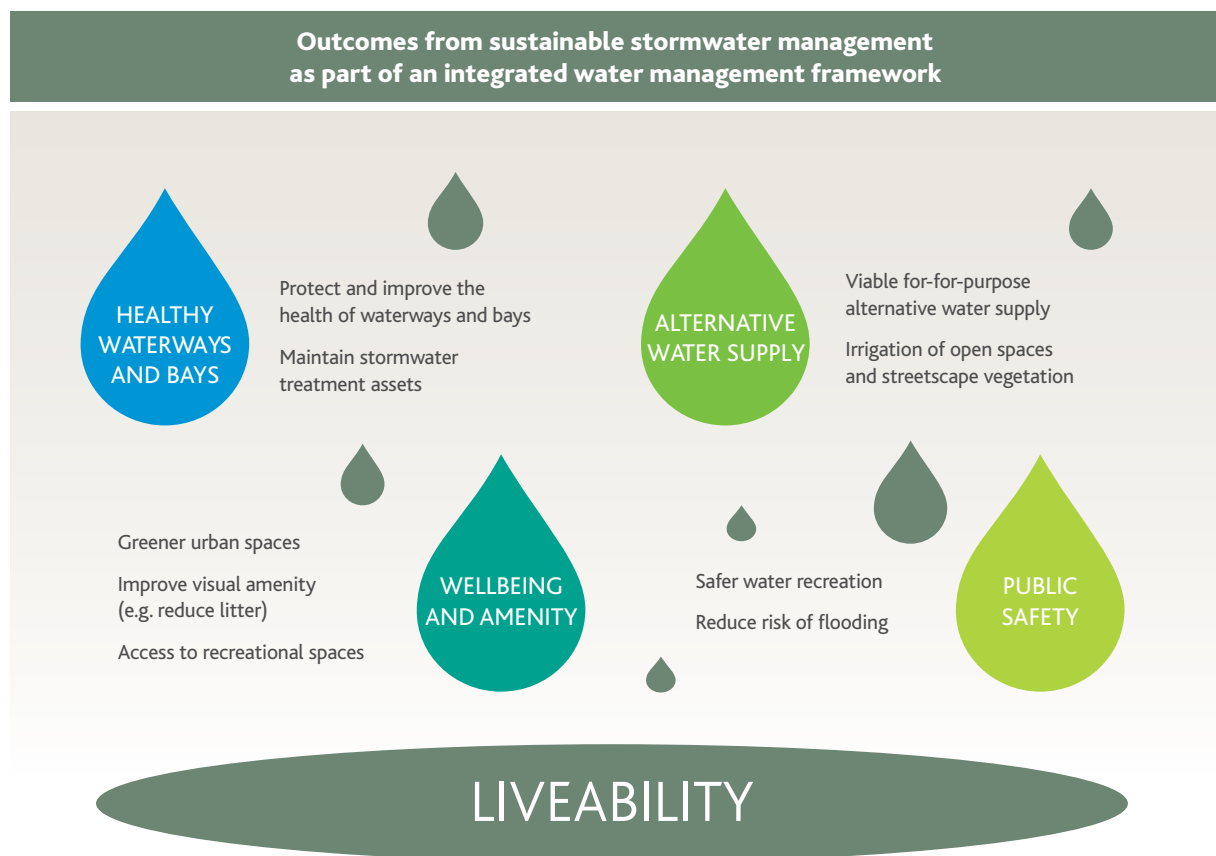 Outcomes from sustainable stormwater management
as part of an integrated water management framework
HEALTHY
WATERWAYS
AND BAYS
Protect and improve the
health of waterways and bays
Maintain stormwater
treatment assets
ALTERNATIVE
WATER SUPPLY
Viable for-for-purpose
alternative water supply
Irrigation of open spaces
and streetscape vegetation
Greener urban spaces
Improve visual amenity
(e.g. reduce litter)
Access to recreational spaces
WELLBEING
AND AMENITY
Safer water recreation
Reduce risk of flooding
PUBLIC
SAFETY
LIVEABILITY